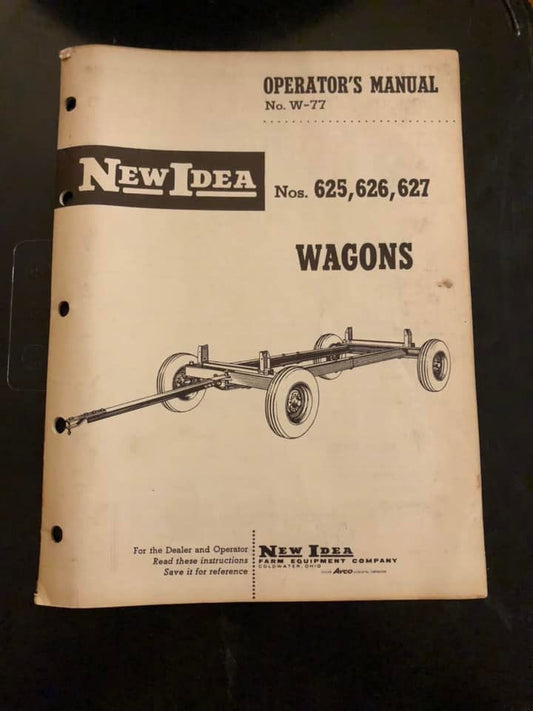 OPERATOR'S MANUAL
No. W-77
NEW IDEA
Nos. 625, 626, 627
WAGONS
For the Dealer and Operator
Read these instructions
Save it for reference
NEW IDEA
FARM EQUIPMENT COMPANY
COLDWATER, OHIO
Avco